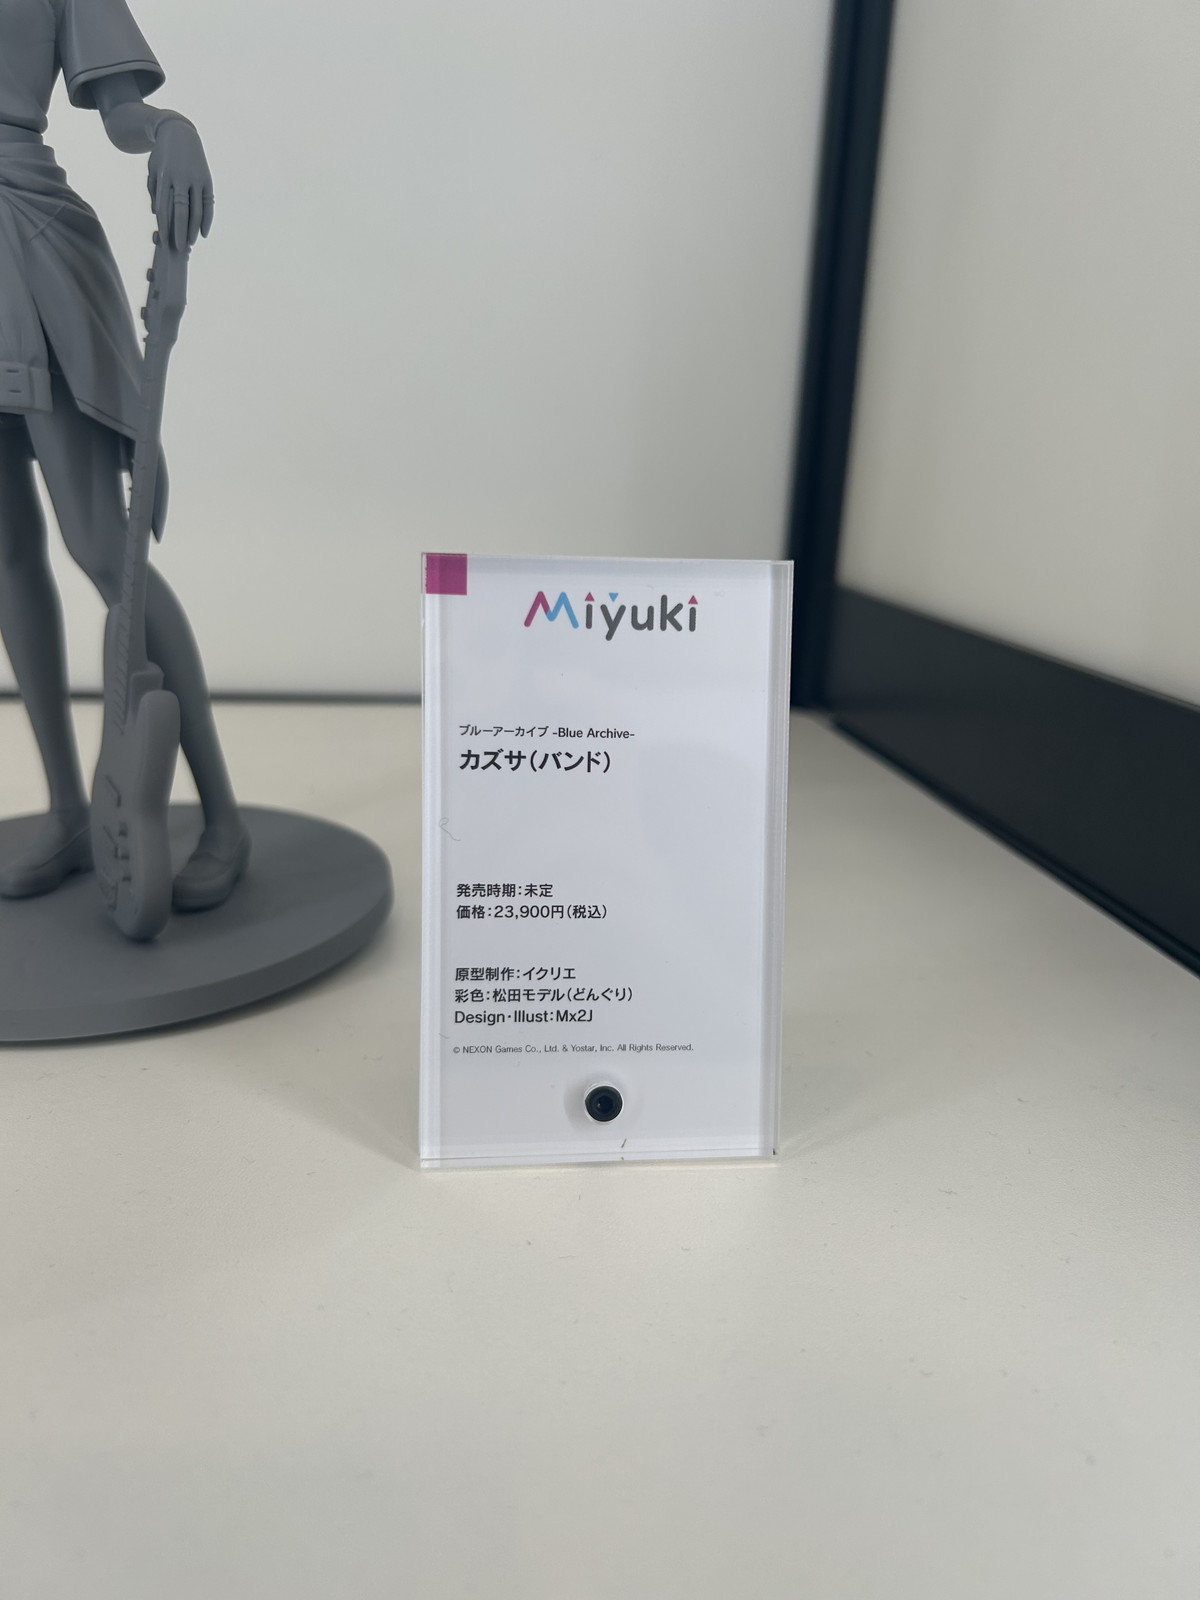 Miyuki
ブルーアーカイブ -Blue Archive-
カズサ(バンド)
発売時期:未定
価格:23,900円(税込)
原型制作:イクリエ
彩色:松田モデル(どんぐり)
Design・Illust:Mx2J
© NEXON Games Co., Ltd. & Yostar, Inc. All Rights Reserved.